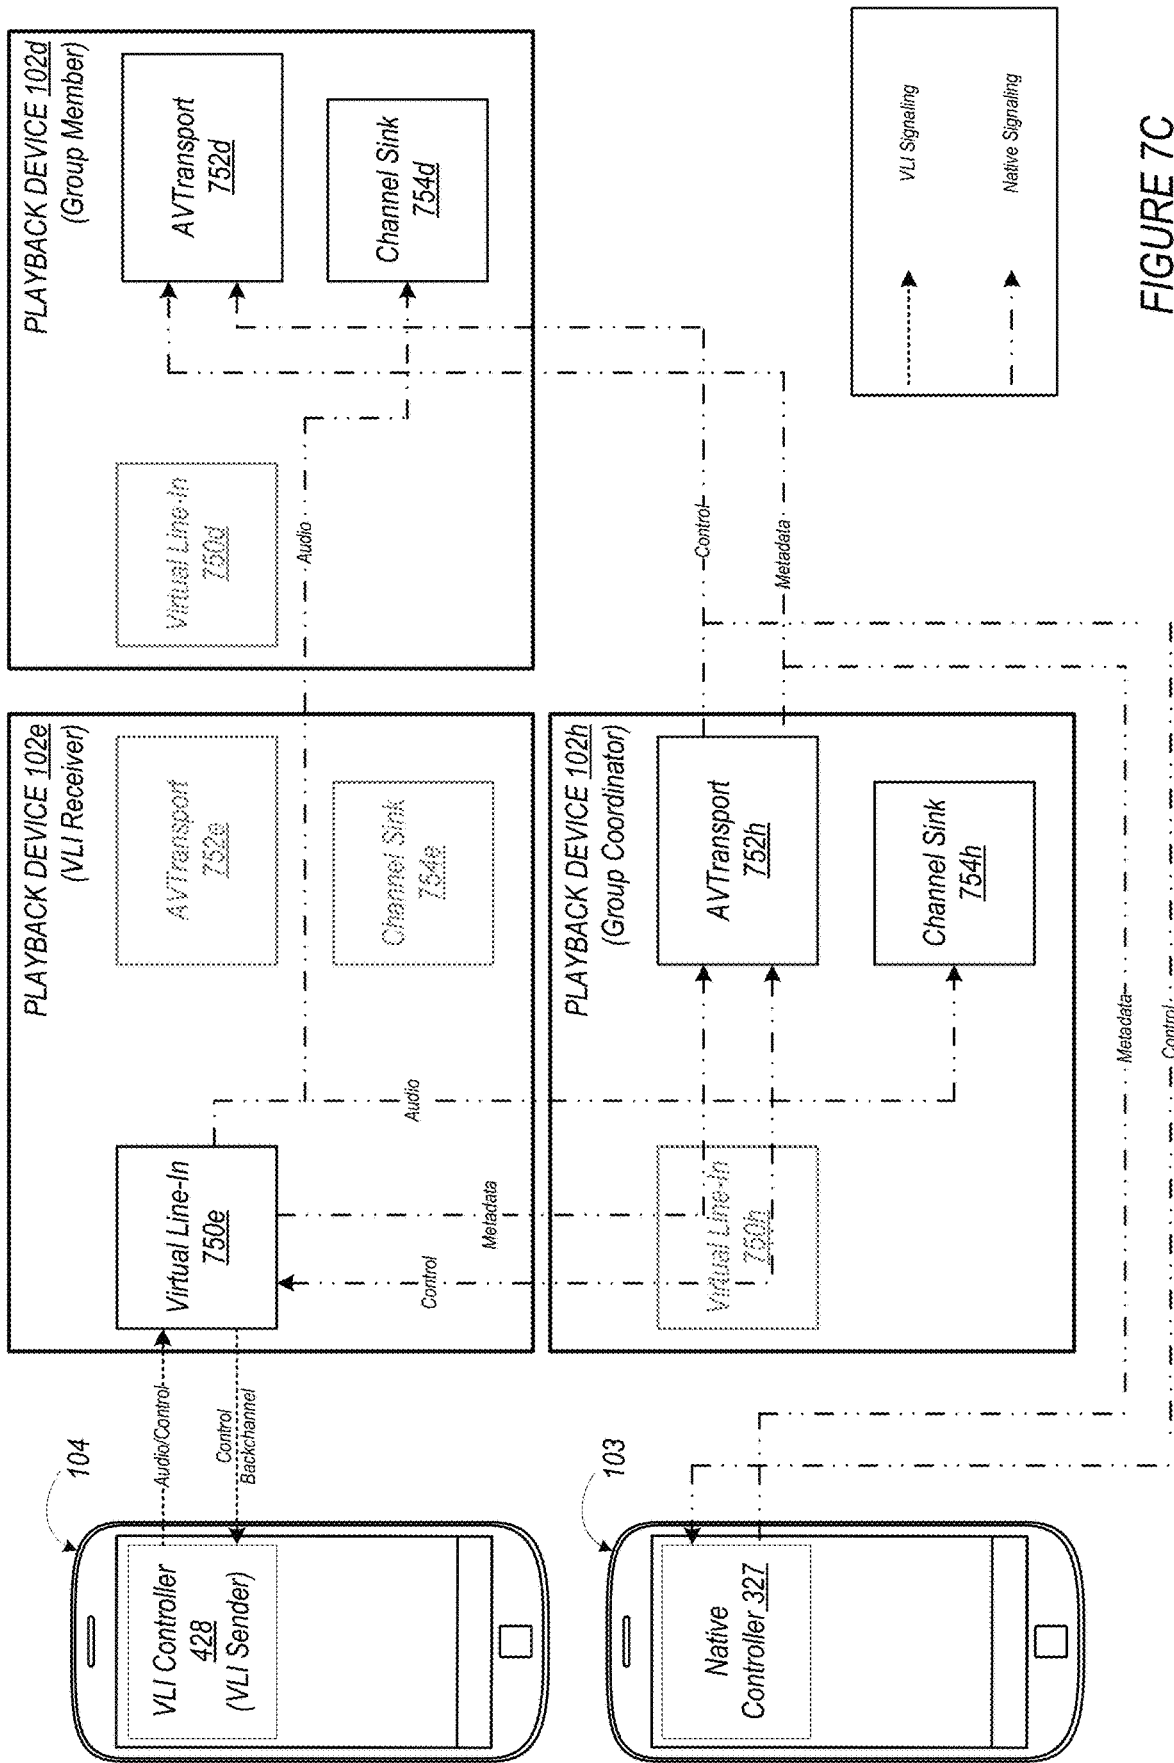 104
VLI Controller
428
(VLI Sender)
Audio/Control
Control
Backchannel
PLAYBACK DEVICE 102e
(VLI Receiver)
Virtual Line-In
750e
AVTransport
752e
Channel Sink
754e
Audio
Metadata
Control
PLAYBACK DEVICE 102d
(Group Member)
Virtual Line-In
750d
AVTransport
752d
Channel Sink
754d
Audio
103
Native
Controller 327
PLAYBACK DEVICE 102h
(Group Coordinator)
Virtual Line-In
750h
AVTransport
752h
Channel Sink
754h
Control
Metadata
Metadata
Control
VLI Signaling
Native Signaling
FIGURE 7C